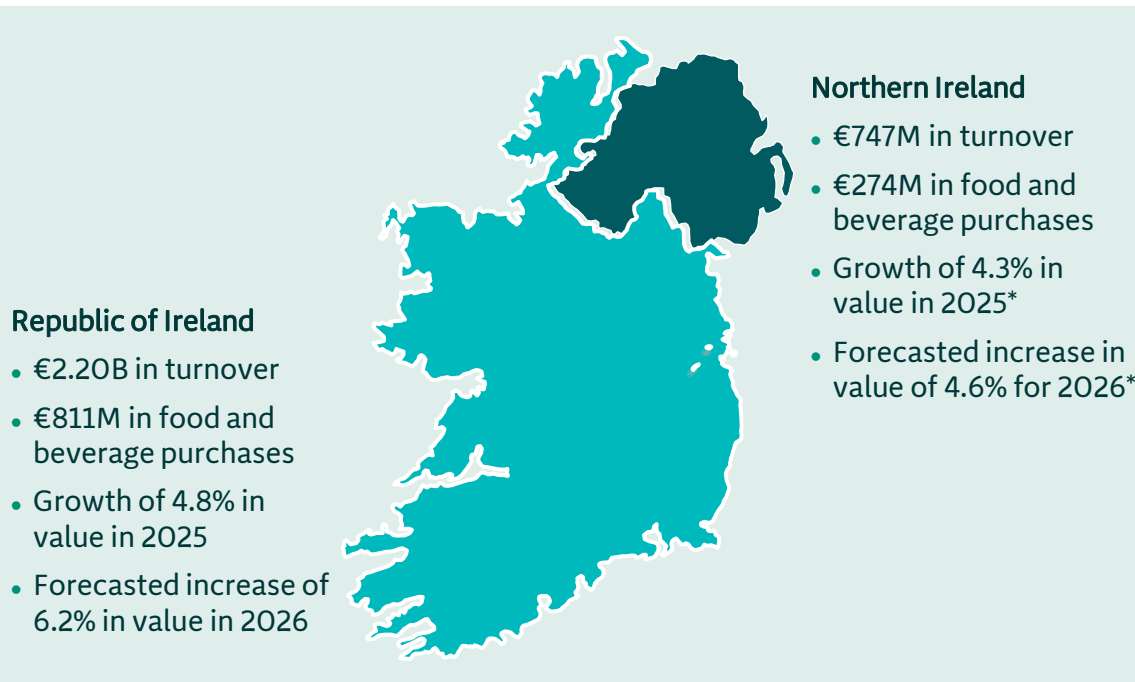 Northern Ireland
• €747M in turnover
• €274M in food and
beverage purchases
• Growth of 4.3% in
value in 2025*
• Forecasted increase in
value of 4.6% for 2026*
Republic of Ireland
• €2.20B in turnover
• €811M in food and
beverage purchases
• Growth of 4.8% in
value in 2025
• Forecasted increase of
6.2% in value in 2026